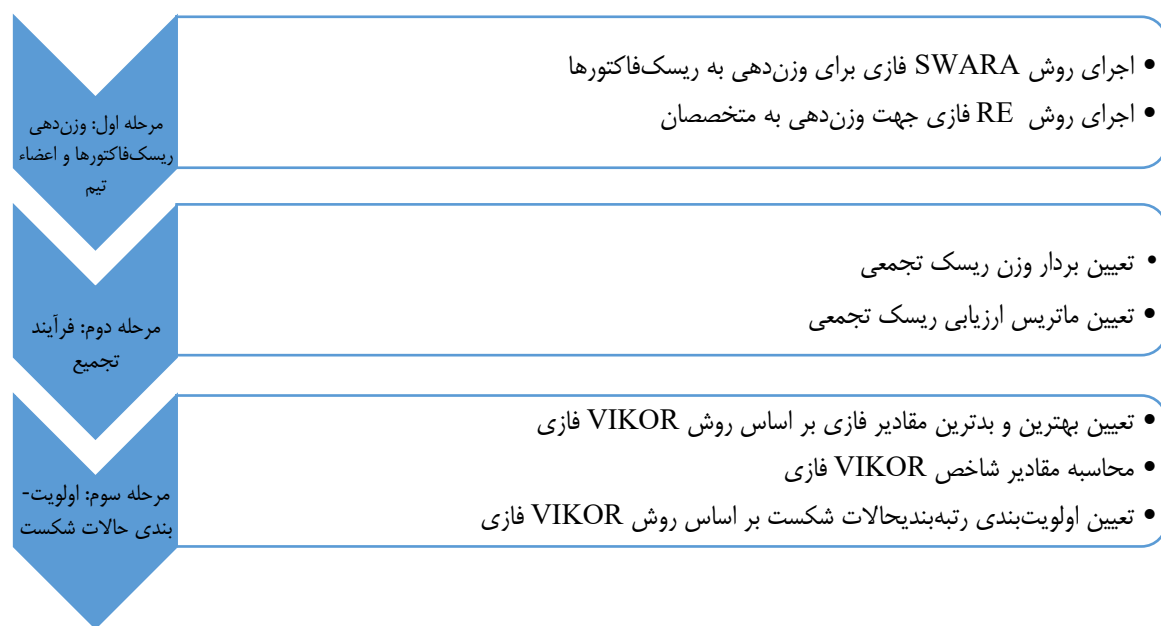 مرحله اول: وزن‌دهی
ریسک‌فاکتورها و اعضاء
تیم
• اجرای روش SWARA فازی برای وزن‌دهی به ریسک‌فاکتورها
• اجرای روش RE فازی جهت وزن‌دهی به متخصصان
مرحله دوم: فرآیند
تجمیع
• تعیین بردار وزن ریسک تجمعی
• تعیین ماتریس ارزیابی ریسک تجمعی
مرحله سوم: اولویت-
بندی حالات شکست
• تعیین بهترین و بدترین مقادیر فازی بر اساس روش VIKOR فازی
• محاسبه مقادیر شاخص VIKOR فازی
• تعیین اولویت‌بندی رتبه‌بندیحالات شکست بر اساس روش VIKOR فازی